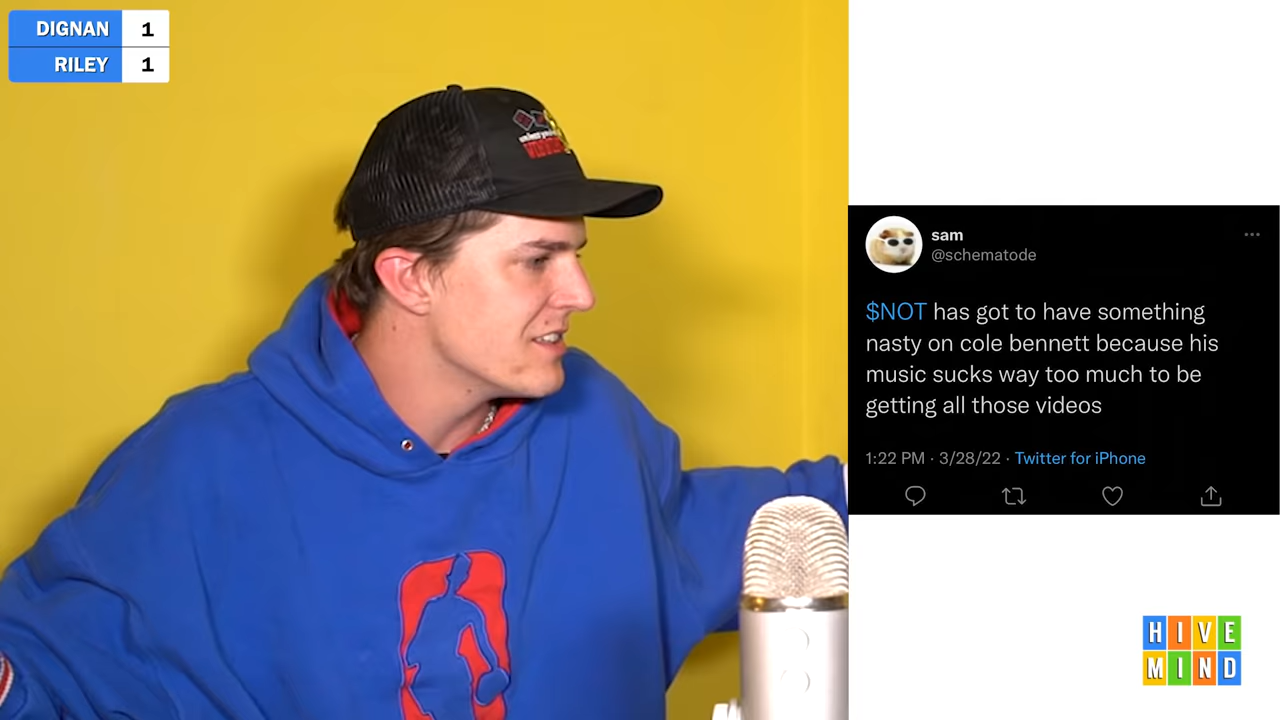 DIGNAN 1
RILEY 1
sam
@schematode
$NOT has got to have something
nasty on cole bennett because his
music sucks way too much to be
getting all those videos
1:22 PM · 3/28/22 · Twitter for iPhone
HIVE
MIND